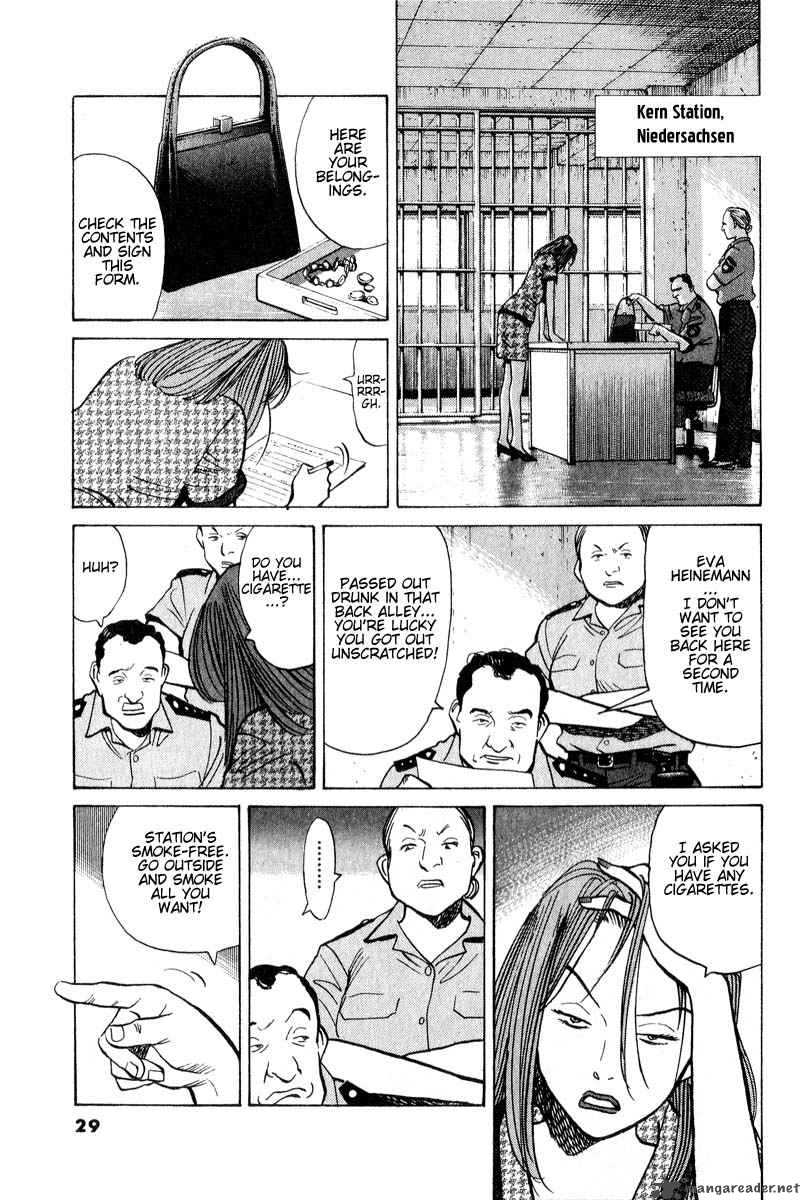 Kern Station,
Niedersachsen
HERE
ARE
YOUR
BELONG-
INGS.
CHECK THE
CONTENTS
AND SIGN
THIS
FORM.
URR-
RRR-
GH.
EVA
HEINEMANN
...
I DON'T
WANT TO
SEE YOU
BACK HERE
FOR A
SECOND
TIME.
PASSED OUT
DRUNK IN THAT
BACK ALLEY...
YOU'RE LUCKY
YOU GOT OUT
UNSCRATCHED!
DO YOU
HAVE...
CIGARETTE
...?
HUH?
I ASKED
YOU IF YOU
HAVE ANY
CIGARETTES.
........
STATION'S
SMOKE-FREE.
GO OUTSIDE
AND SMOKE
ALL YOU
WANT!
29
mangareader.net